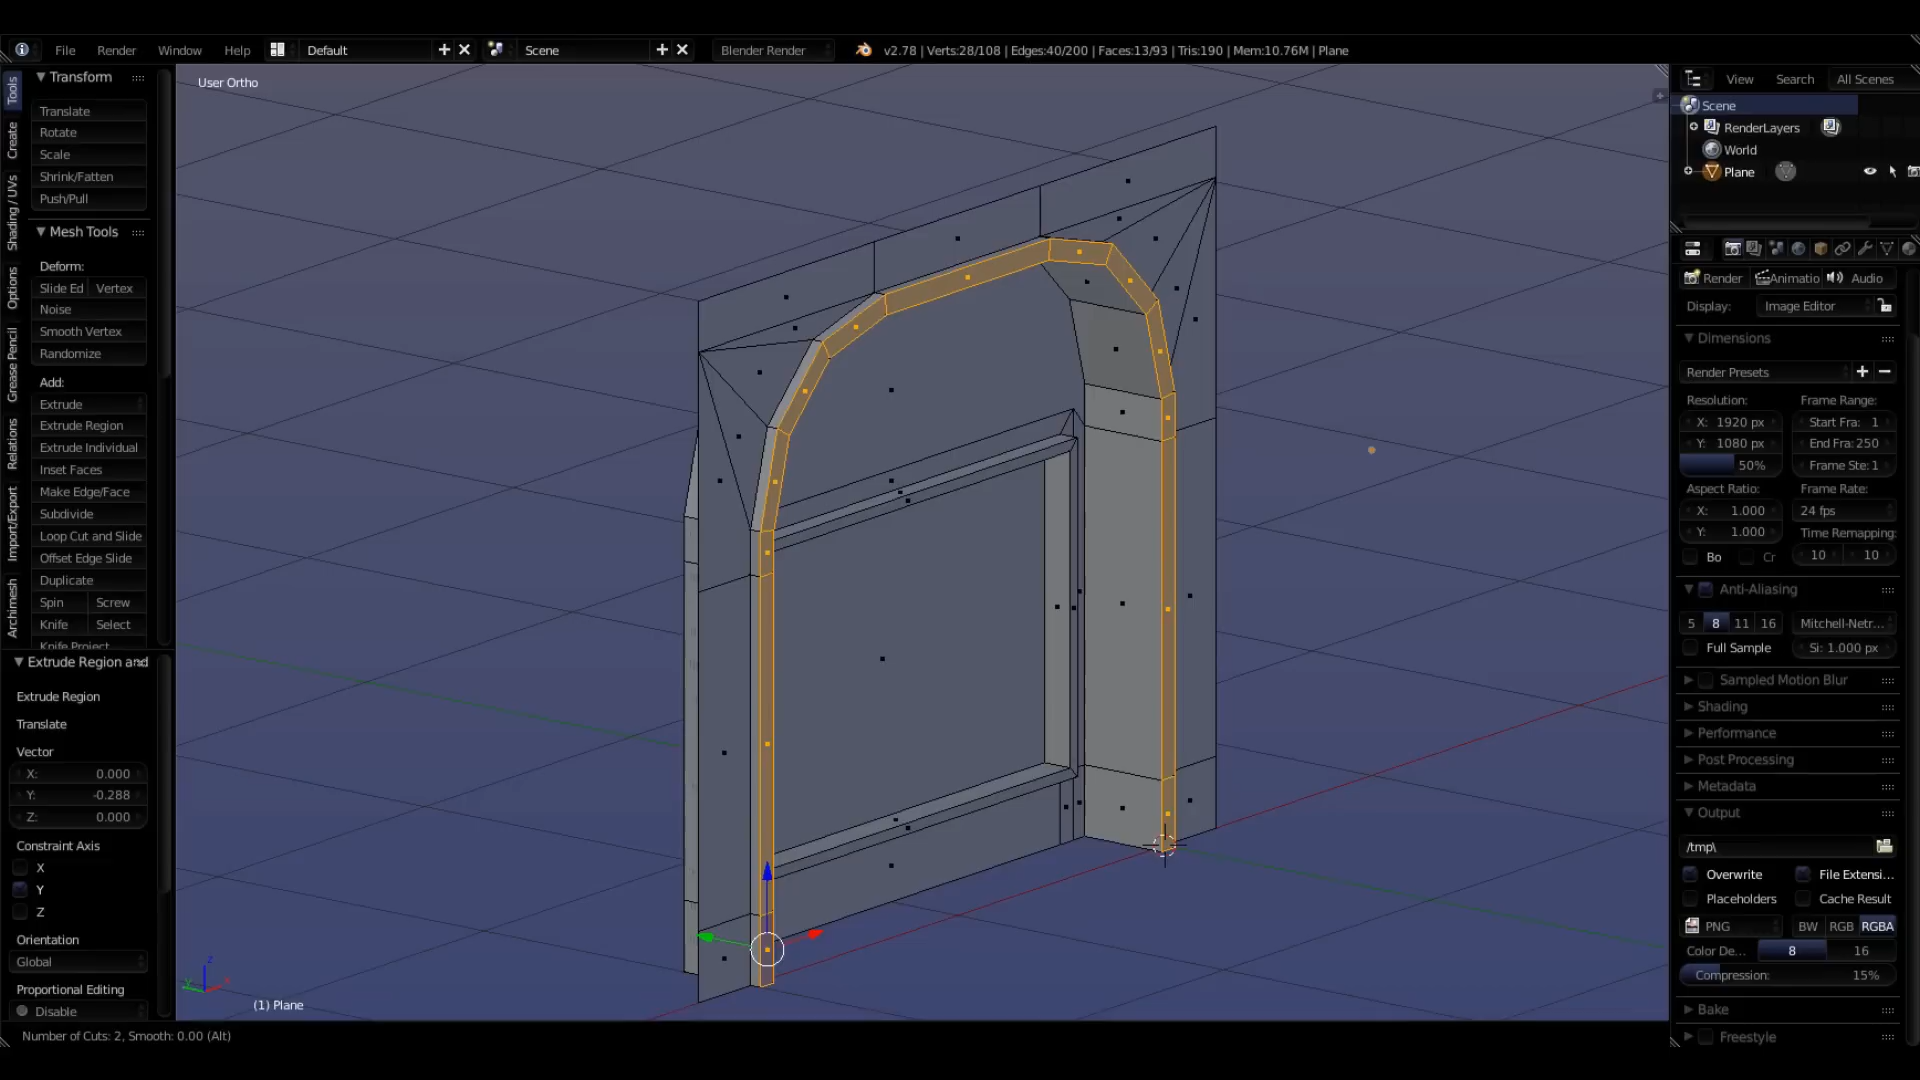 File Render Window Help Default Scene Blender Render v2.78 | Verts:28/108 | Edges:40/200 | Faces:13/93 | Tris:190 | Mem:10.76M | Plane
Tools
Create
Shading / UVs
Options
Grease Pencil
Relations
Import/Export
Archimesh
Transform
Translate
Rotate
Scale
Shrink/Fatten
Push/Pull
Mesh Tools
Deform:
Slide Ed Vertex
Noise
Smooth Vertex
Randomize
Add:
Extrude
Extrude Region
Extrude Individual
Inset Faces
Make Edge/Face
Subdivide
Loop Cut and Slide
Offset Edge Slide
Duplicate
Spin Screw
Knife Select
Knife Project
Extrude Region and
Extrude Region
Translate
Vector
X: 0.000
Y: -0.288
Z: 0.000
Constraint Axis
X
Y
Z
Orientation
Global
Proportional Editing
Disable
User Ortho
z
x
y
(1) Plane
Number of Cuts: 2, Smooth: 0.00 (Alt)
View Search All Scenes
Scene
RenderLayers
World
Plane
Render Animatio Audio
Display: Image Editor
Dimensions
Render Presets
Resolution: Frame Range:
X: 1920 px Start Fra: 1
Y: 1080 px End Fra: 250
50% Frame Ste: 1
Aspect Ratio: Frame Rate:
X: 1.000 24 fps
Y: 1.000 Time Remapping:
Bo Cr 10 10
Anti-Aliasing
5 8 11 16 Mitchell-Netr...
Full Sample Si: 1.000 px
Sampled Motion Blur
Shading
Performance
Post Processing
Metadata
Output
/tmp\
Overwrite File Extensi...
Placeholders Cache Result
PNG BW RGB RGBA
Color De... 8 16
Compression: 15%
Bake
Freestyle